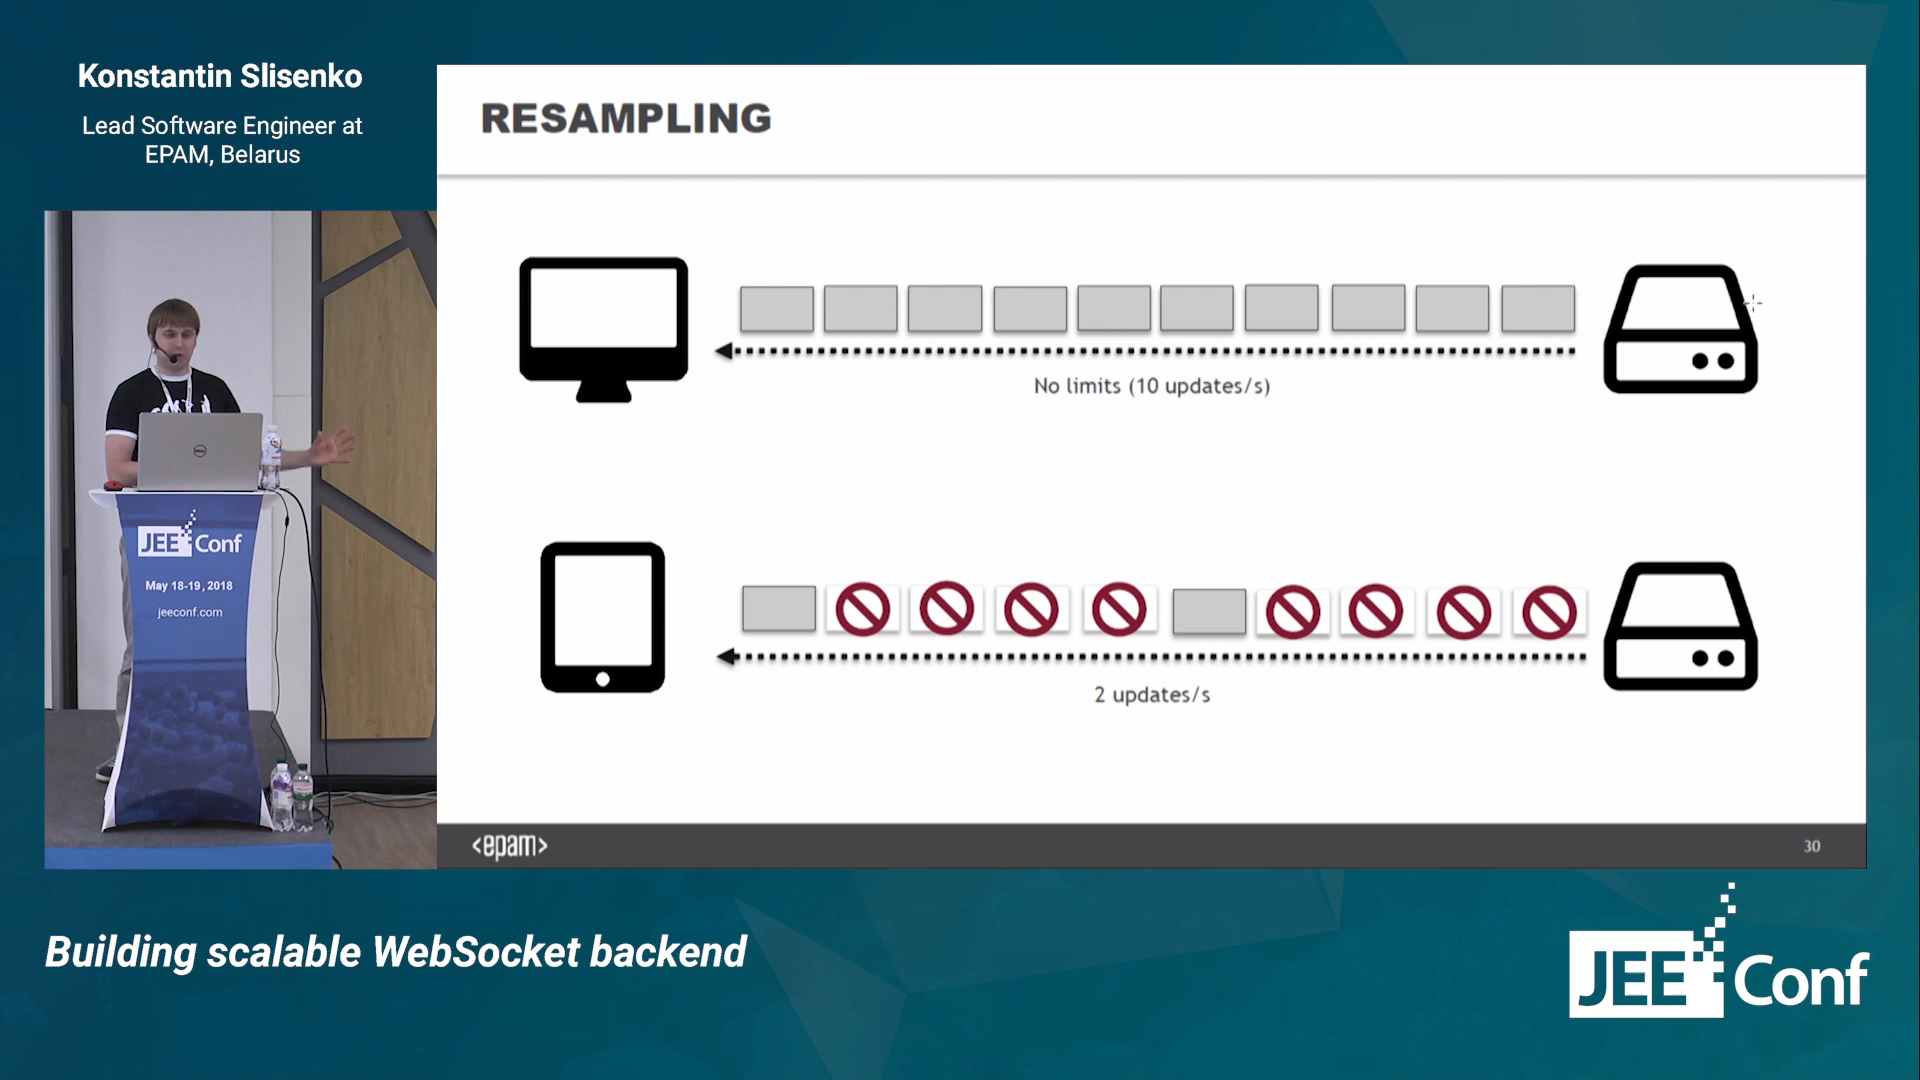 Konstantin Slisenko
Lead Software Engineer at
EPAM, Belarus
RESAMPLING
No limits (10 updates/s)
2 updates/s
<epam>
30
JEE Conf
May 18-19, 2018
jeeconf.com
DELL
Building scalable WebSocket backend
JEE Conf